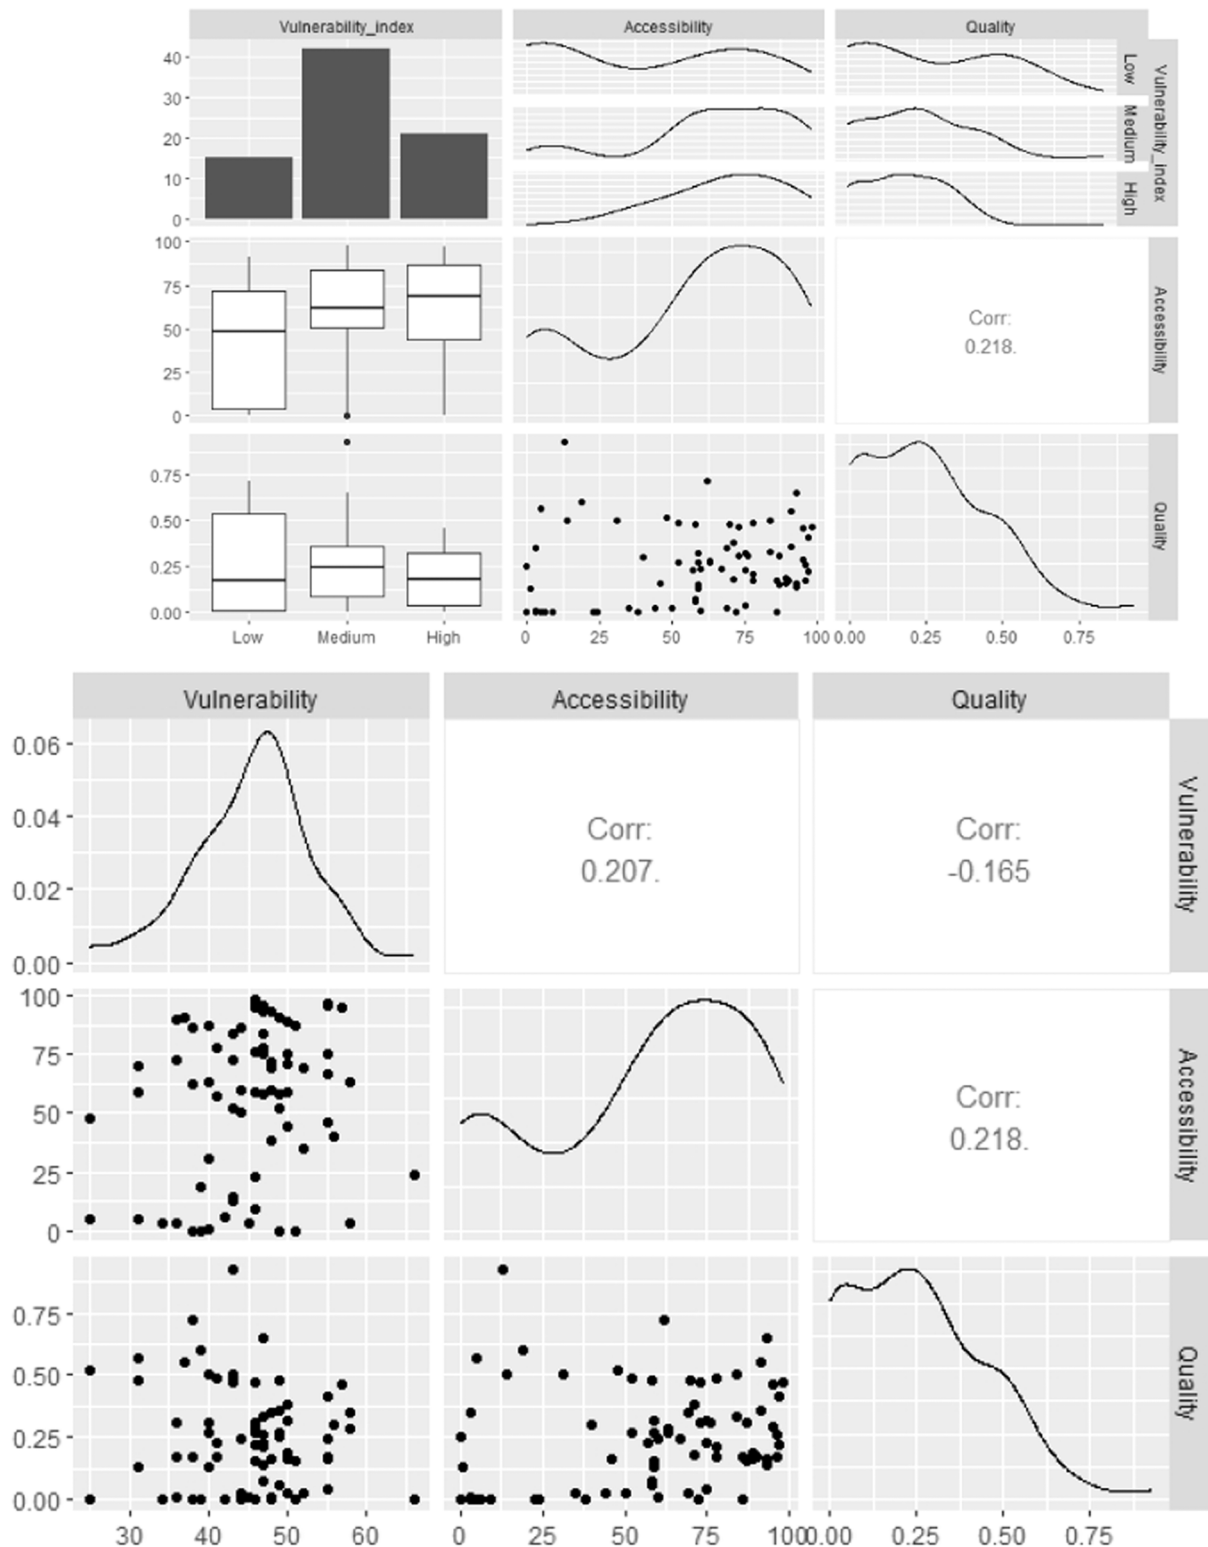 Vulnerability_index Accessibility Quality
40
30
20
10
0
Low
Medium
High
Vulnerability_index
100
75
50
25
0
Corr:
0.218.
Accessibility
0.75
0.50
0.25
0.00
Quality
Low Medium High 0 25 50 75 100 0.00 0.25 0.50 0.75
Vulnerability Accessibility Quality
0.06
0.04
0.02
0.00
Corr:
0.207.
Corr:
-0.165
Vulnerability
100
75
50
25
0
Corr:
0.218.
Accessibility
0.75
0.50
0.25
0.00
Quality
30 40 50 60 0 25 50 75 100 0.00 0.25 0.50 0.75